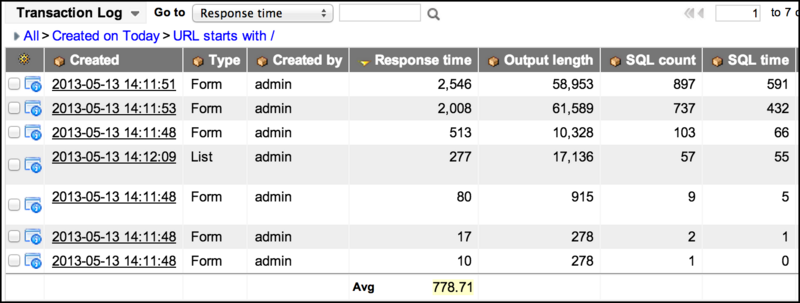 Transaction Log Go to Response time 1 to 7 o
All > Created on Today > URL starts with /
Created Type Created by Response time Output length SQL count SQL time
2013-05-13 14:11:51 Form admin 2,546 58,953 897 591
2013-05-13 14:11:53 Form admin 2,008 61,589 737 432
2013-05-13 14:11:48 Form admin 513 10,328 103 66
2013-05-13 14:12:09 List admin 277 17,136 57 55
2013-05-13 14:11:48 Form admin 80 915 9 5
2013-05-13 14:11:48 Form admin 17 278 2 1
2013-05-13 14:11:48 Form admin 10 278 1 0
Avg 778.71